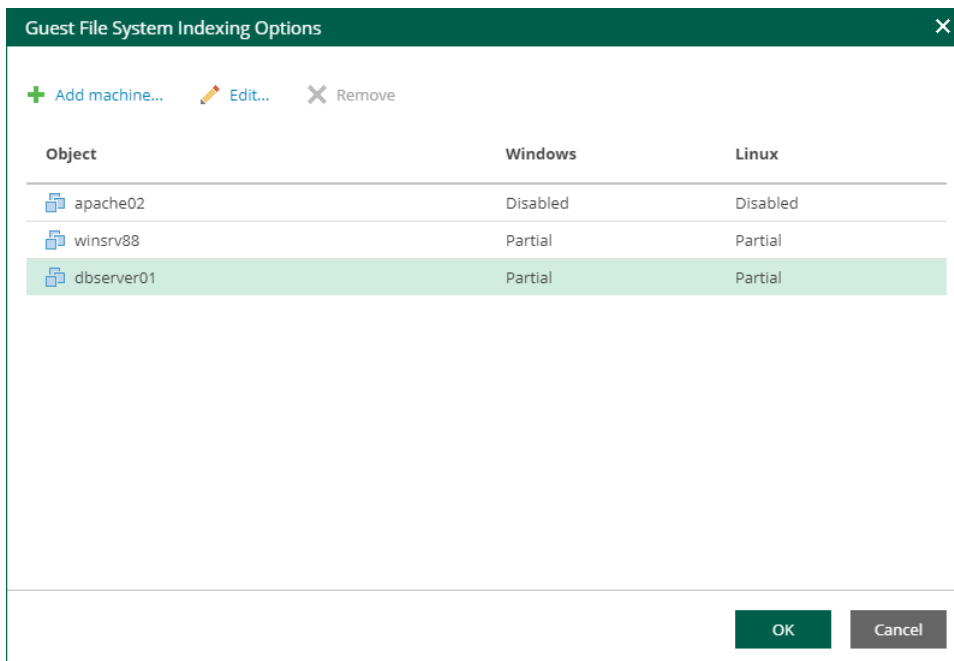 Guest File System Indexing Options
Add machine... Edit... Remove
Object Windows Linux
apache02 Disabled Disabled
winsrv88 Partial Partial
dbserver01 Partial Partial
OK Cancel